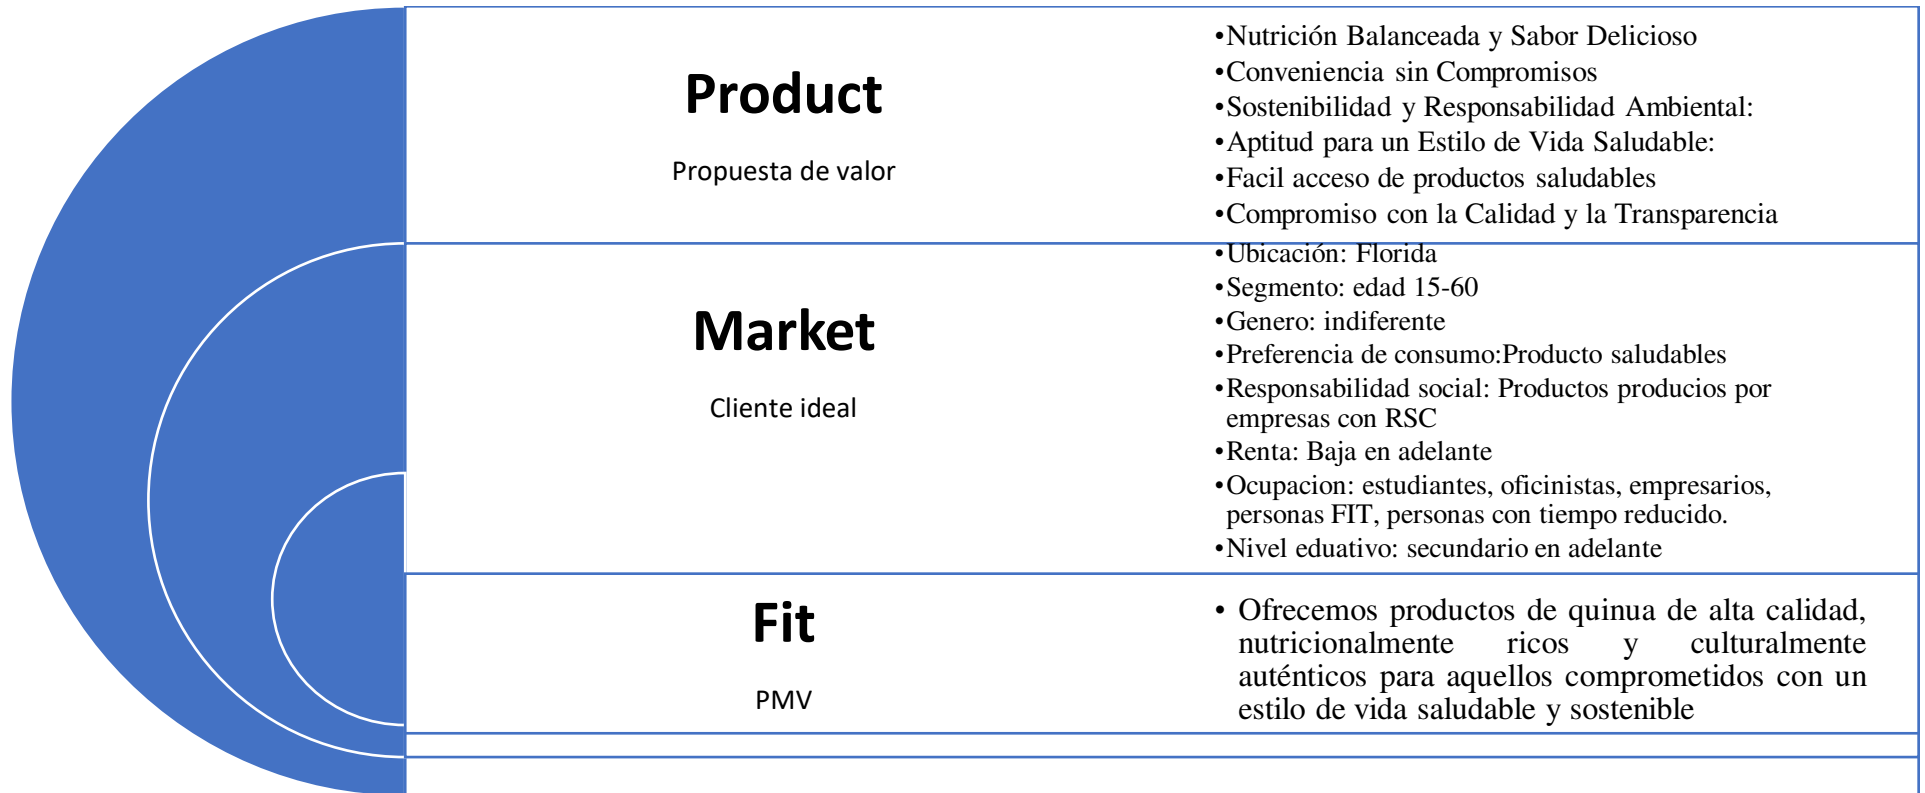 Product
Propuesta de valor
•Nutrición Balanceada y Sabor Delicioso
•Conveniencia sin Compromisos
•Sostenibilidad y Responsabilidad Ambiental:
•Aptitud para un Estilo de Vida Saludable:
•Facil acceso de productos saludables
•Compromiso con la Calidad y la Transparencia
Market
Cliente ideal
•Ubicación: Florida
•Segmento: edad 15-60
•Genero: indiferente
•Preferencia de consumo:Producto saludables
•Responsabilidad social: Productos producios por
empresas con RSC
•Renta: Baja en adelante
•Ocupacion: estudiantes, oficinistas, empresarios,
personas FIT, personas con tiempo reducido.
•Nivel eduativo: secundario en adelante
Fit
PMV
• Ofrecemos productos de quinua de alta calidad,
nutricionalmente ricos y culturalmente
auténticos para aquellos comprometidos con un
estilo de vida saludable y sostenible